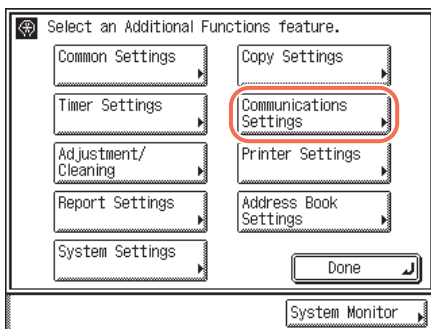 Select an Additional Functions feature.
Common Settings
Copy Settings
Timer Settings
Communications
Settings
Adjustment/
Cleaning
Printer Settings
Report Settings
Address Book
Settings
System Settings
Done
System Monitor